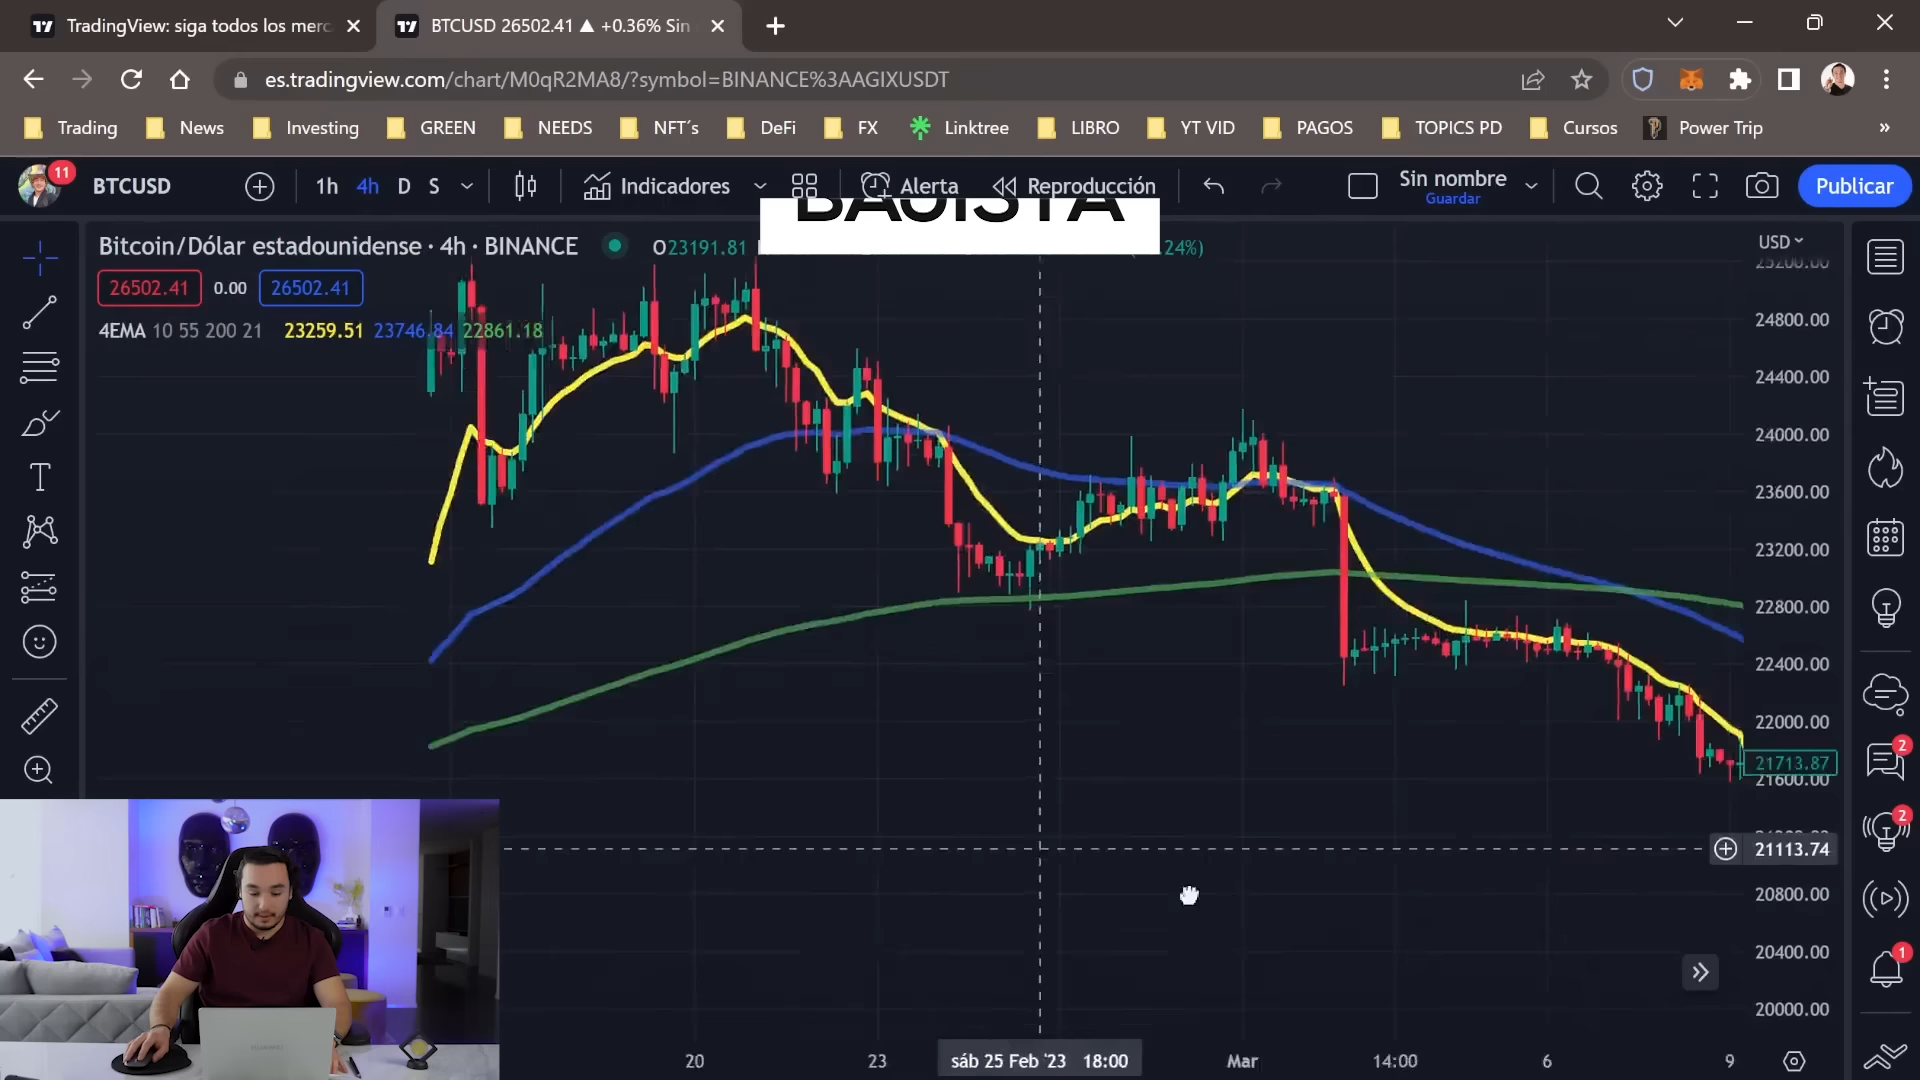 TradingView: siga todos los merc
BTCUSD 26502.41 ▲ +0.36% Sin
es.tradingview.com/chart/M0qR2MA8/?symbol=BINANCE%3AAGIXUSDT
Trading News Investing GREEN NEEDS NFT´s DeFi FX Linktree LIBRO YT VID PAGOS TOPICS PD Cursos Power Trip »
11
BTCUSD 1h 4h D S Indicadores Alerta Reproducción Sin nombre Publicar
Guardar
BAUISTA
Bitcoin/Dólar estadounidense · 4h · BINANCE O23191.81 24%) USD
26502.41 0.00 26502.41
4EMA 10 55 200 21 23259.51 23746.84 22861.18
25200.00
24800.00
24400.00
24000.00
23600.00
23200.00
22800.00
22400.00
22000.00
21713.87
21600.00
21113.74
20800.00
20400.00
20000.00
20 23 sáb 25 Feb '23 18:00 Mar 14:00 6 9
2
2
1